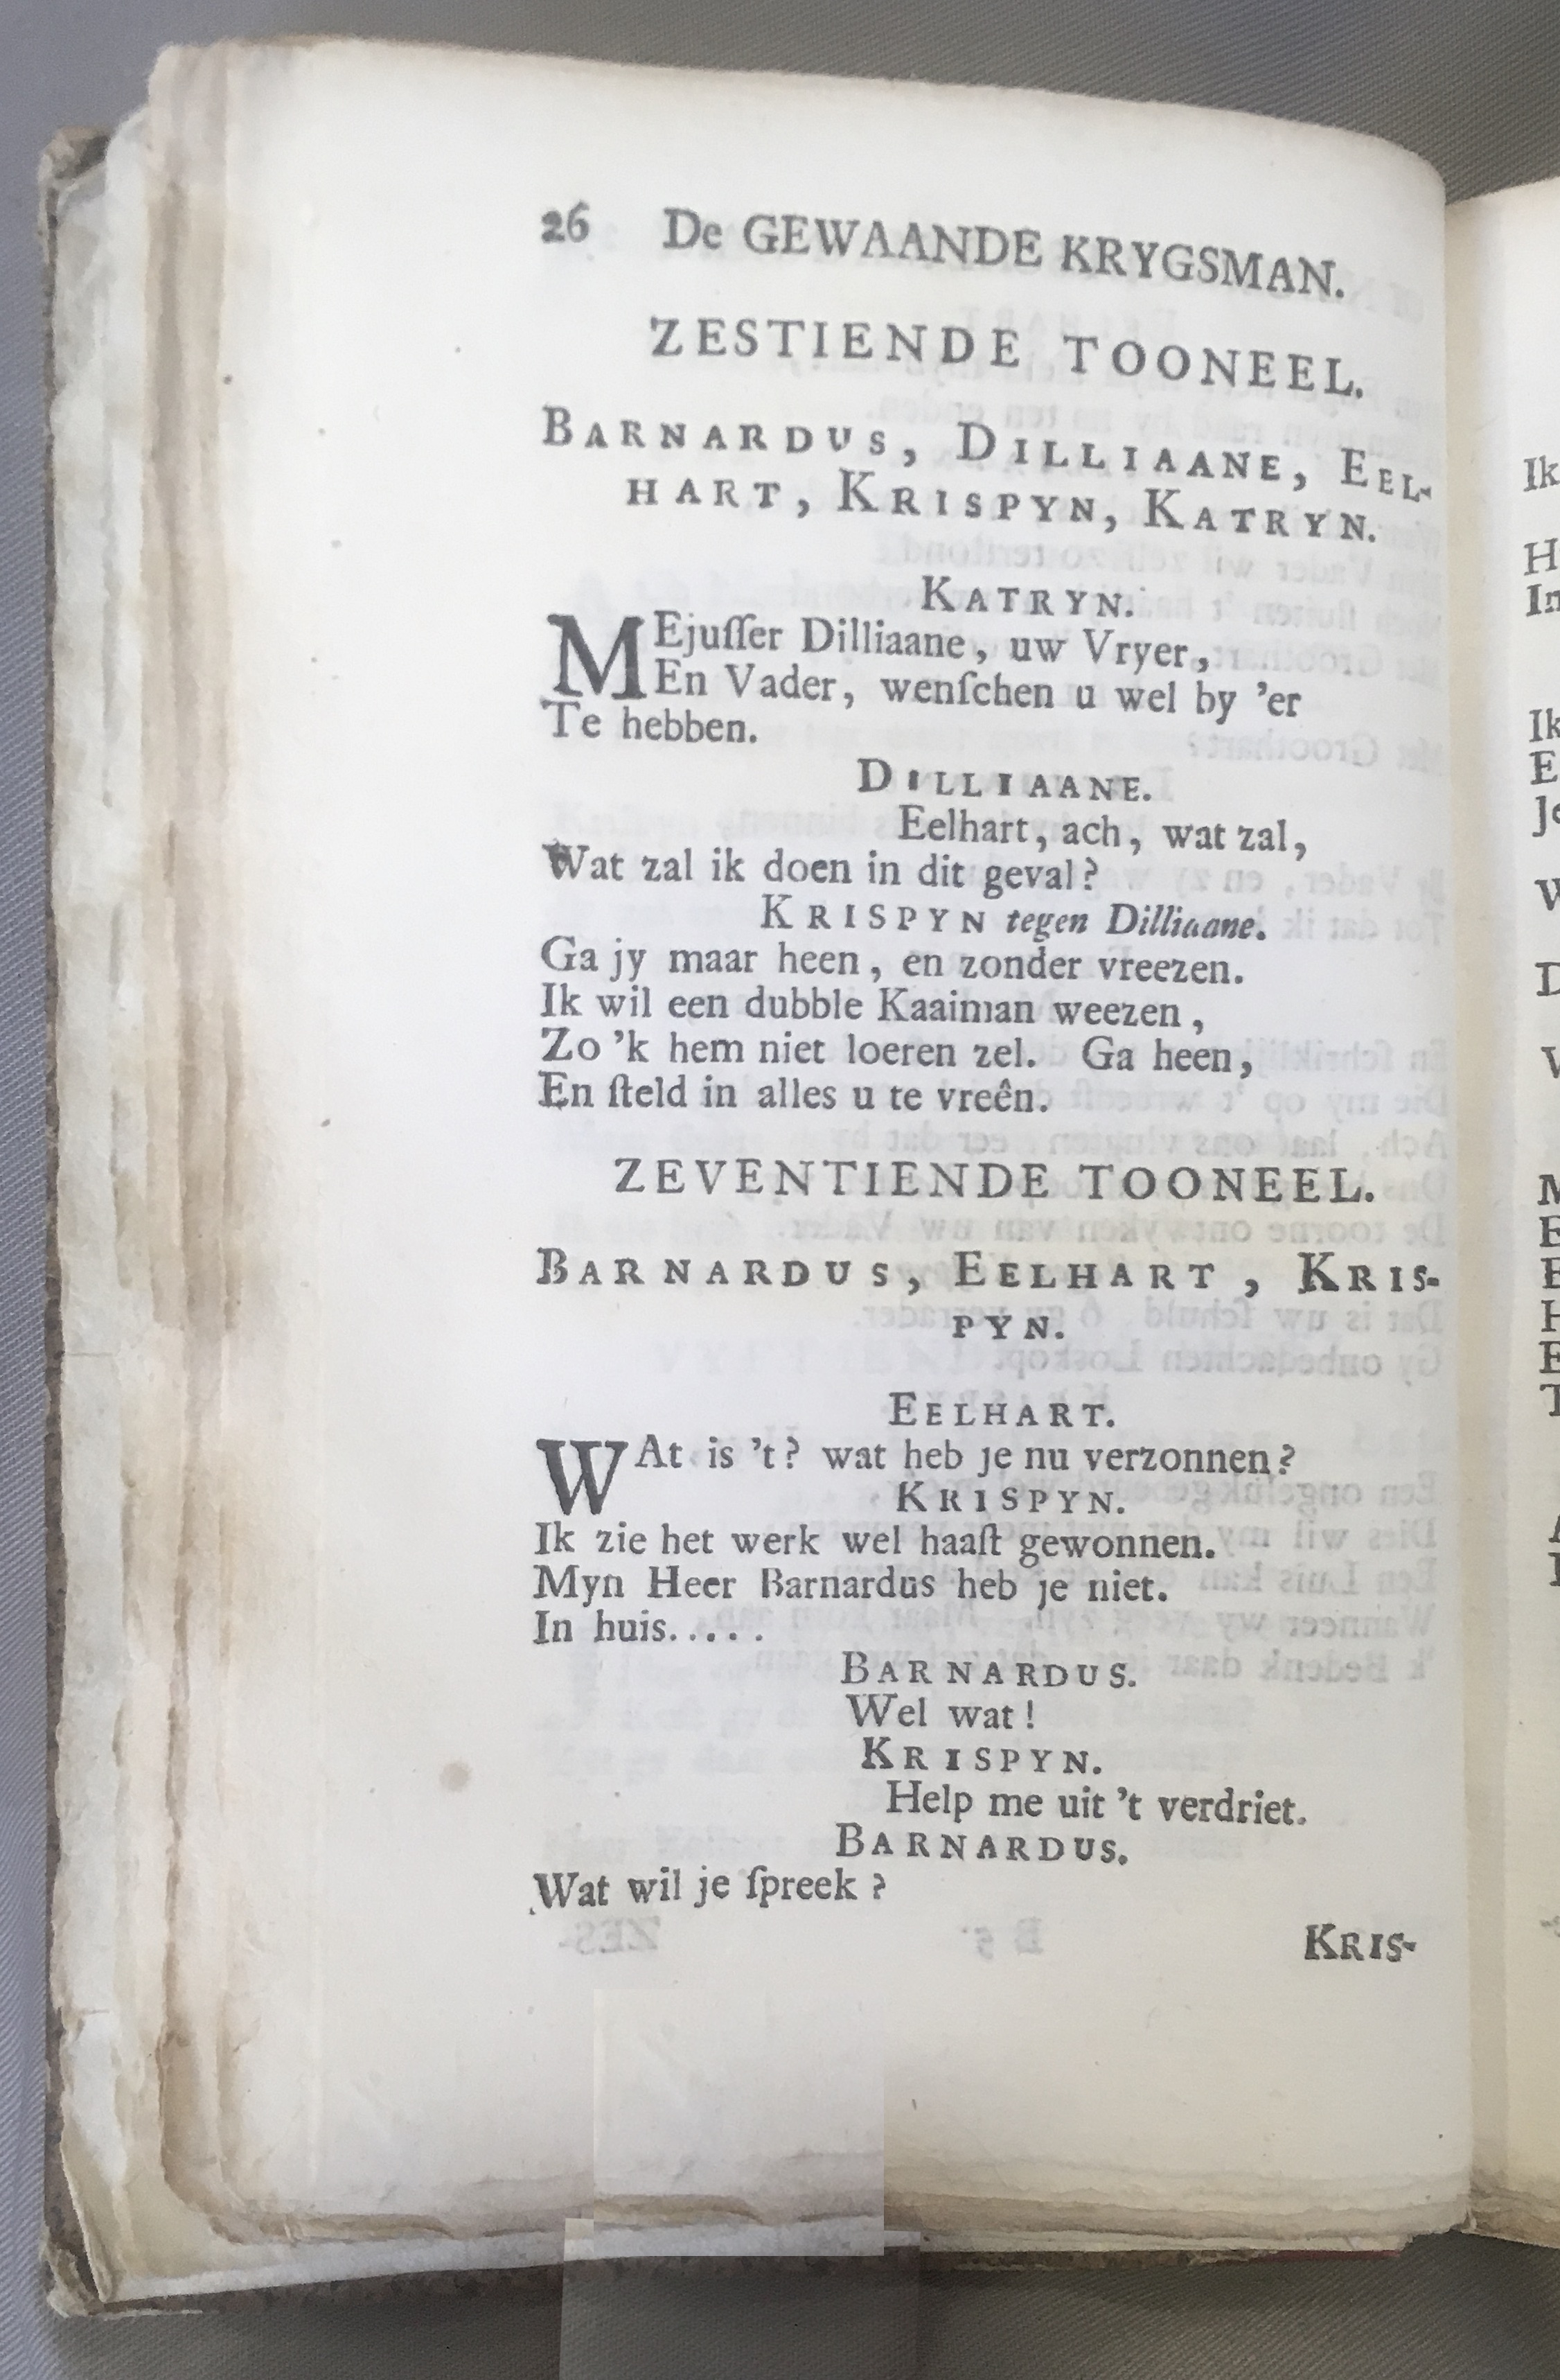 26 De GEWAANDE KRYGSMAN.
ZESTIENDE TOONEEL.
BARNARDUS, DILLIAANE, EEL-
HART, KRISPYN, KATRYN.
KATRYN.
MEjuſſer Dilliaane, uw Vryer,
En Vader, wenſchen u wel by 'er
Te hebben.
DILLIAANE.
Eelhart, ach, wat zal,
Wat zal ik doen in dit geval?
KRISPYN tegen Dilliaane.
Ga jy maar heen, en zonder vreezen.
Ik wil een dubble Kaaiman weezen,
Zo 'k hem niet loeren zel. Ga heen,
En ſteld in alles u te vreên.
ZEVENTIENDE TOONEEL.
BARNARDUS, EELHART, KRIS-
PYN.
EELHART.
WAt is 't? wat heb je nu verzonnen?
KRISPYN.
Ik zie het werk wel haaſt gewonnen.
Myn Heer Barnardus heb je niet.
In huis.....
BARNARDUS.
Wel wat!
KRISPYN.
Help me uit 't verdriet.
BARNARDUS.
Wat wil je ſpreek?
KRIS-